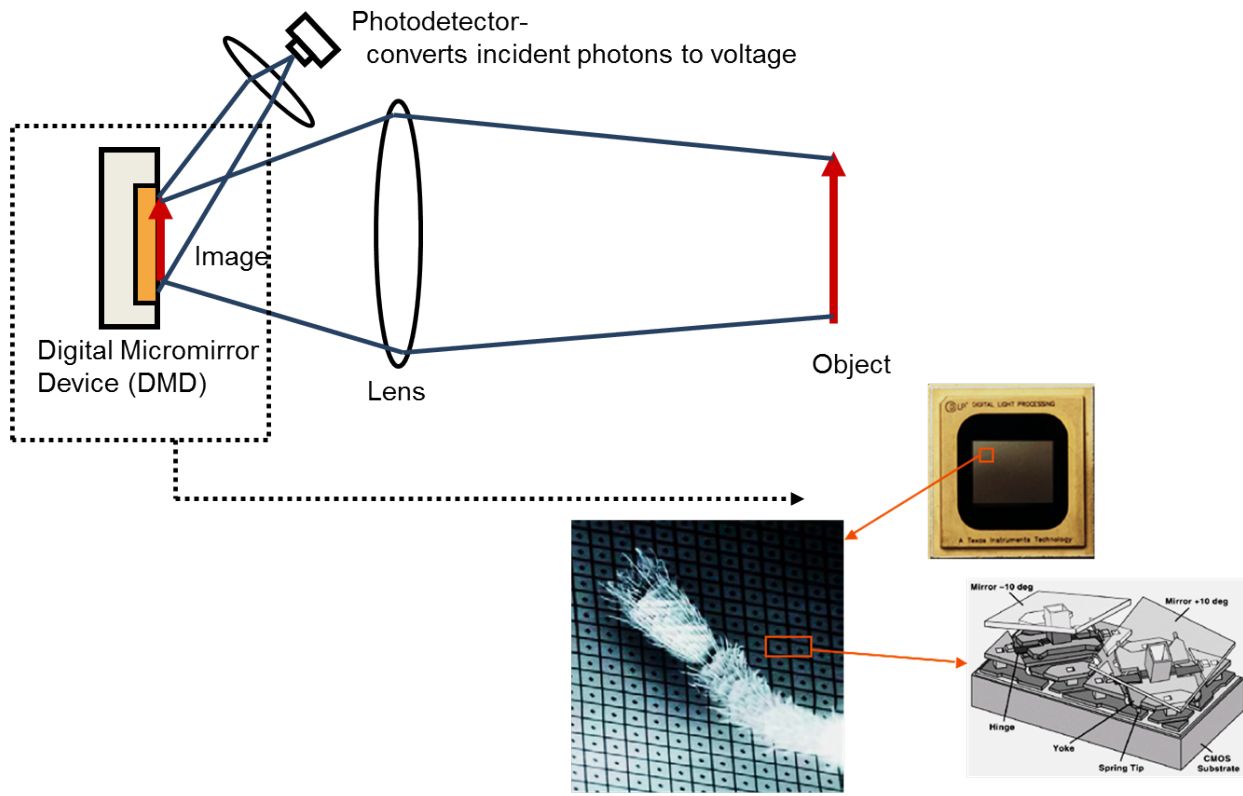 Photodetector-
converts incident photons to voltage
Image
Digital Micromirror
Device (DMD)
Lens
Object
DIGITAL LIGHT PROCESSING
A Texas Instruments Technology
Mirror –10 deg
Mirror +10 deg
Hinge
Yoke
Spring Tip
CMOS
Substrate